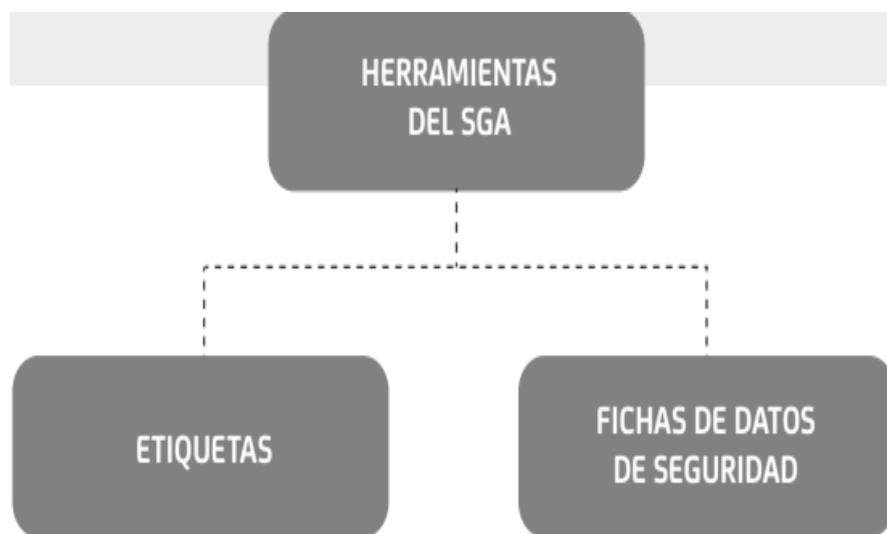 HERRAMIENTAS
DEL SGA
ETIQUETAS
FICHAS DE DATOS
DE SEGURIDAD